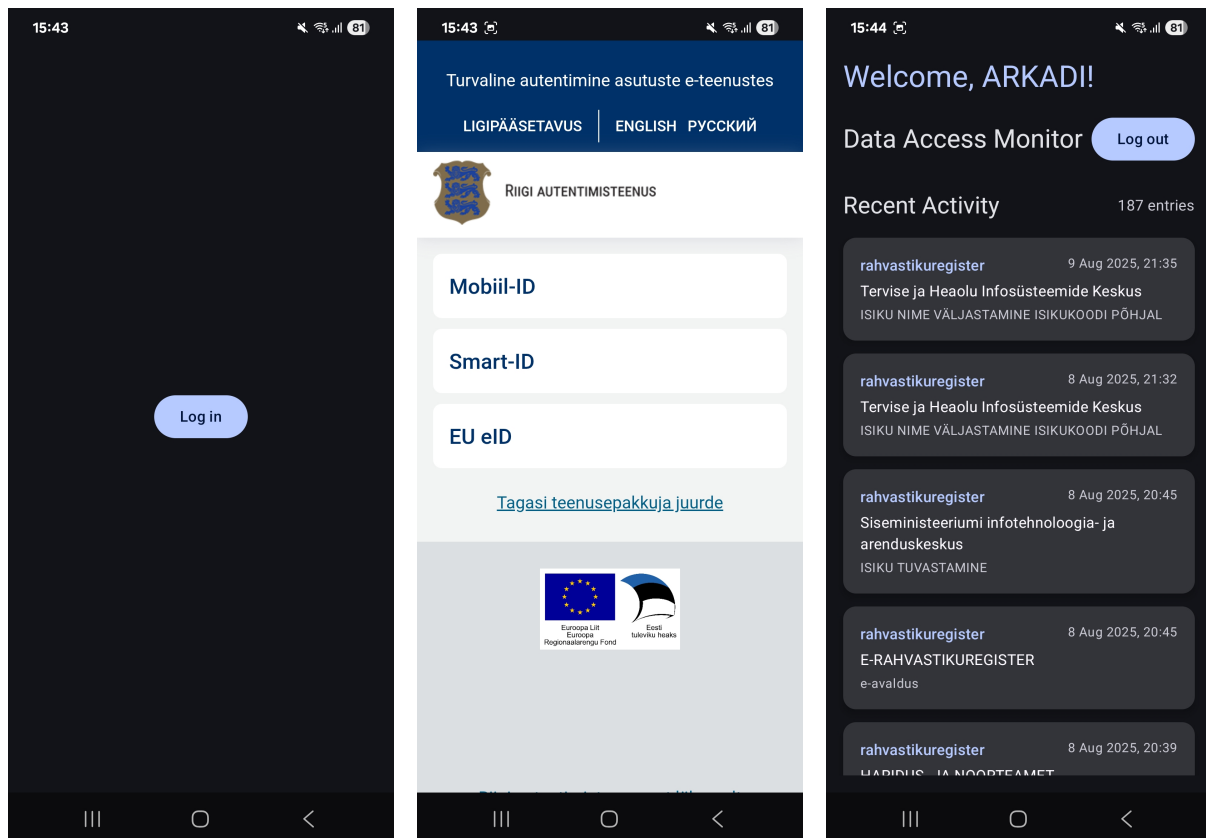 15:43
81
Log in
15:43
81
Turvaline autentimine asutuste e-teenustes
LIGIPÄÄSETAVUS ENGLISH РУССКИЙ
RIIGI AUTENTIMISTEENUS
Mobiil-ID
Smart-ID
EU eID
Tagasi teenusepakkuja juurde
Euroopa Liit
Euroopa
Regionaalarengu Fond
Eesti
tuleviku heaks
15:44
81
Welcome, ARKADI!
Data Access Monitor Log out
Recent Activity 187 entries
rahvastikuregister 9 Aug 2025, 21:35
Tervise ja Heaolu Infosüsteemide Keskus
ISIKU NIME VÄLJASTAMINE ISIKUKOODI PÕHJAL
rahvastikuregister 8 Aug 2025, 21:32
Tervise ja Heaolu Infosüsteemide Keskus
ISIKU NIME VÄLJASTAMINE ISIKUKOODI PÕHJAL
rahvastikuregister 8 Aug 2025, 20:45
Siseministeeriumi infotehnoloogia- ja
arenduskeskus
ISIKU TUVASTAMINE
rahvastikuregister 8 Aug 2025, 20:45
E-RAHVASTIKUREGISTER
e-avaldus
rahvastikuregister 8 Aug 2025, 20:39